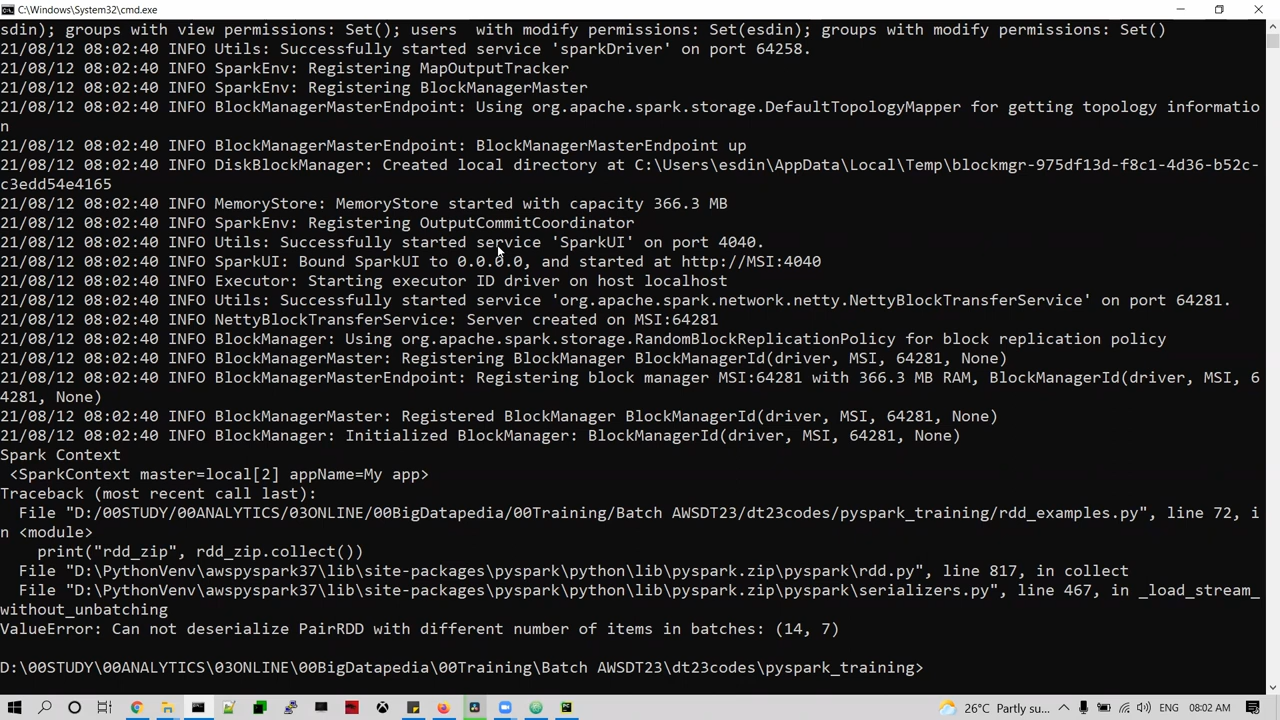 C:\Windows\System32\cmd.exe
esdin); groups with view permissions: Set(); users  with modify permissions: Set(esdin); groups with modify permissions: Set()
21/08/12 08:02:40 INFO Utils: Successfully started service 'sparkDriver' on port 64258.
21/08/12 08:02:40 INFO SparkEnv: Registering MapOutputTracker
21/08/12 08:02:40 INFO SparkEnv: Registering BlockManagerMaster
21/08/12 08:02:40 INFO BlockManagerMasterEndpoint: Using org.apache.spark.storage.DefaultTopologyMapper for getting topology informatio
n
21/08/12 08:02:40 INFO BlockManagerMasterEndpoint: BlockManagerMasterEndpoint up
21/08/12 08:02:40 INFO DiskBlockManager: Created local directory at C:\Users\esdin\AppData\Local\Temp\blockmgr-975df13d-f8c1-4d36-b52c-
c3edd54e4165
21/08/12 08:02:40 INFO MemoryStore: MemoryStore started with capacity 366.3 MB
21/08/12 08:02:40 INFO SparkEnv: Registering OutputCommitCoordinator
21/08/12 08:02:40 INFO Utils: Successfully started service 'SparkUI' on port 4040.
21/08/12 08:02:40 INFO SparkUI: Bound SparkUI to 0.0.0.0, and started at http://MSI:4040
21/08/12 08:02:40 INFO Executor: Starting executor ID driver on host localhost
21/08/12 08:02:40 INFO Utils: Successfully started service 'org.apache.spark.network.netty.NettyBlockTransferService' on port 64281.
21/08/12 08:02:40 INFO NettyBlockTransferService: Server created on MSI:64281
21/08/12 08:02:40 INFO BlockManager: Using org.apache.spark.storage.RandomBlockReplicationPolicy for block replication policy
21/08/12 08:02:40 INFO BlockManagerMaster: Registering BlockManager BlockManagerId(driver, MSI, 64281, None)
21/08/12 08:02:40 INFO BlockManagerMasterEndpoint: Registering block manager MSI:64281 with 366.3 MB RAM, BlockManagerId(driver, MSI, 6
4281, None)
21/08/12 08:02:40 INFO BlockManagerMaster: Registered BlockManager BlockManagerId(driver, MSI, 64281, None)
21/08/12 08:02:40 INFO BlockManager: Initialized BlockManager: BlockManagerId(driver, MSI, 64281, None)
Spark Context
 <SparkContext master=local[2] appName=My app>
Traceback (most recent call last):
  File "D:/00STUDY/00ANALYTICS/03ONLINE/00BigDatapedia/00Training/Batch AWSDT23/dt23codes/pyspark_training/rdd_examples.py", line 72, i
n <module>
    print("rdd_zip", rdd_zip.collect())
  File "D:\PythonVenv\awspyspark37\lib\site-packages\pyspark\python\lib\pyspark.zip\pyspark\rdd.py", line 817, in collect
  File "D:\PythonVenv\awspyspark37\lib\site-packages\pyspark\python\lib\pyspark.zip\pyspark\serializers.py", line 467, in _load_stream_
without_unbatching
ValueError: Can not deserialize PairRDD with different number of items in batches: (14, 7)
D:\00STUDY\00ANALYTICS\03ONLINE\00BigDatapedia\00Training\Batch AWSDT23\dt23codes\pyspark_training>
26°C Partly su... ENG 08:02 AM